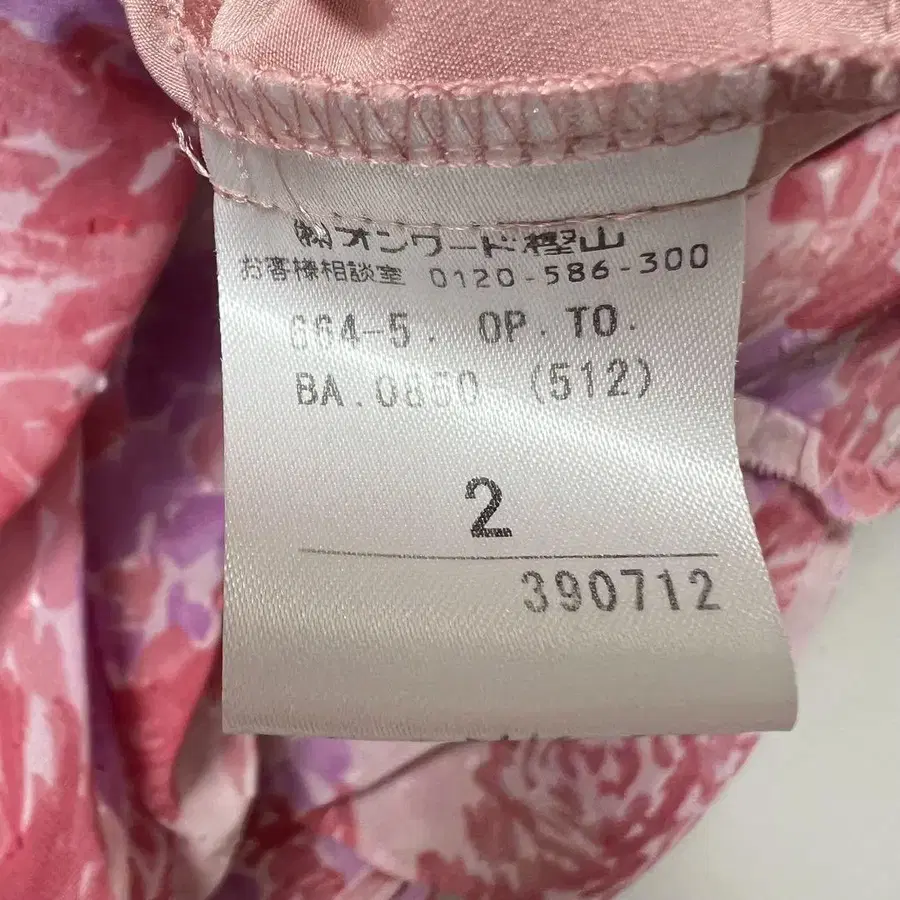 ㈱オンワード樫山
お客様相談室 0120-586-300
664-5. OP.TO.
BA.0860 (512)
2
390712